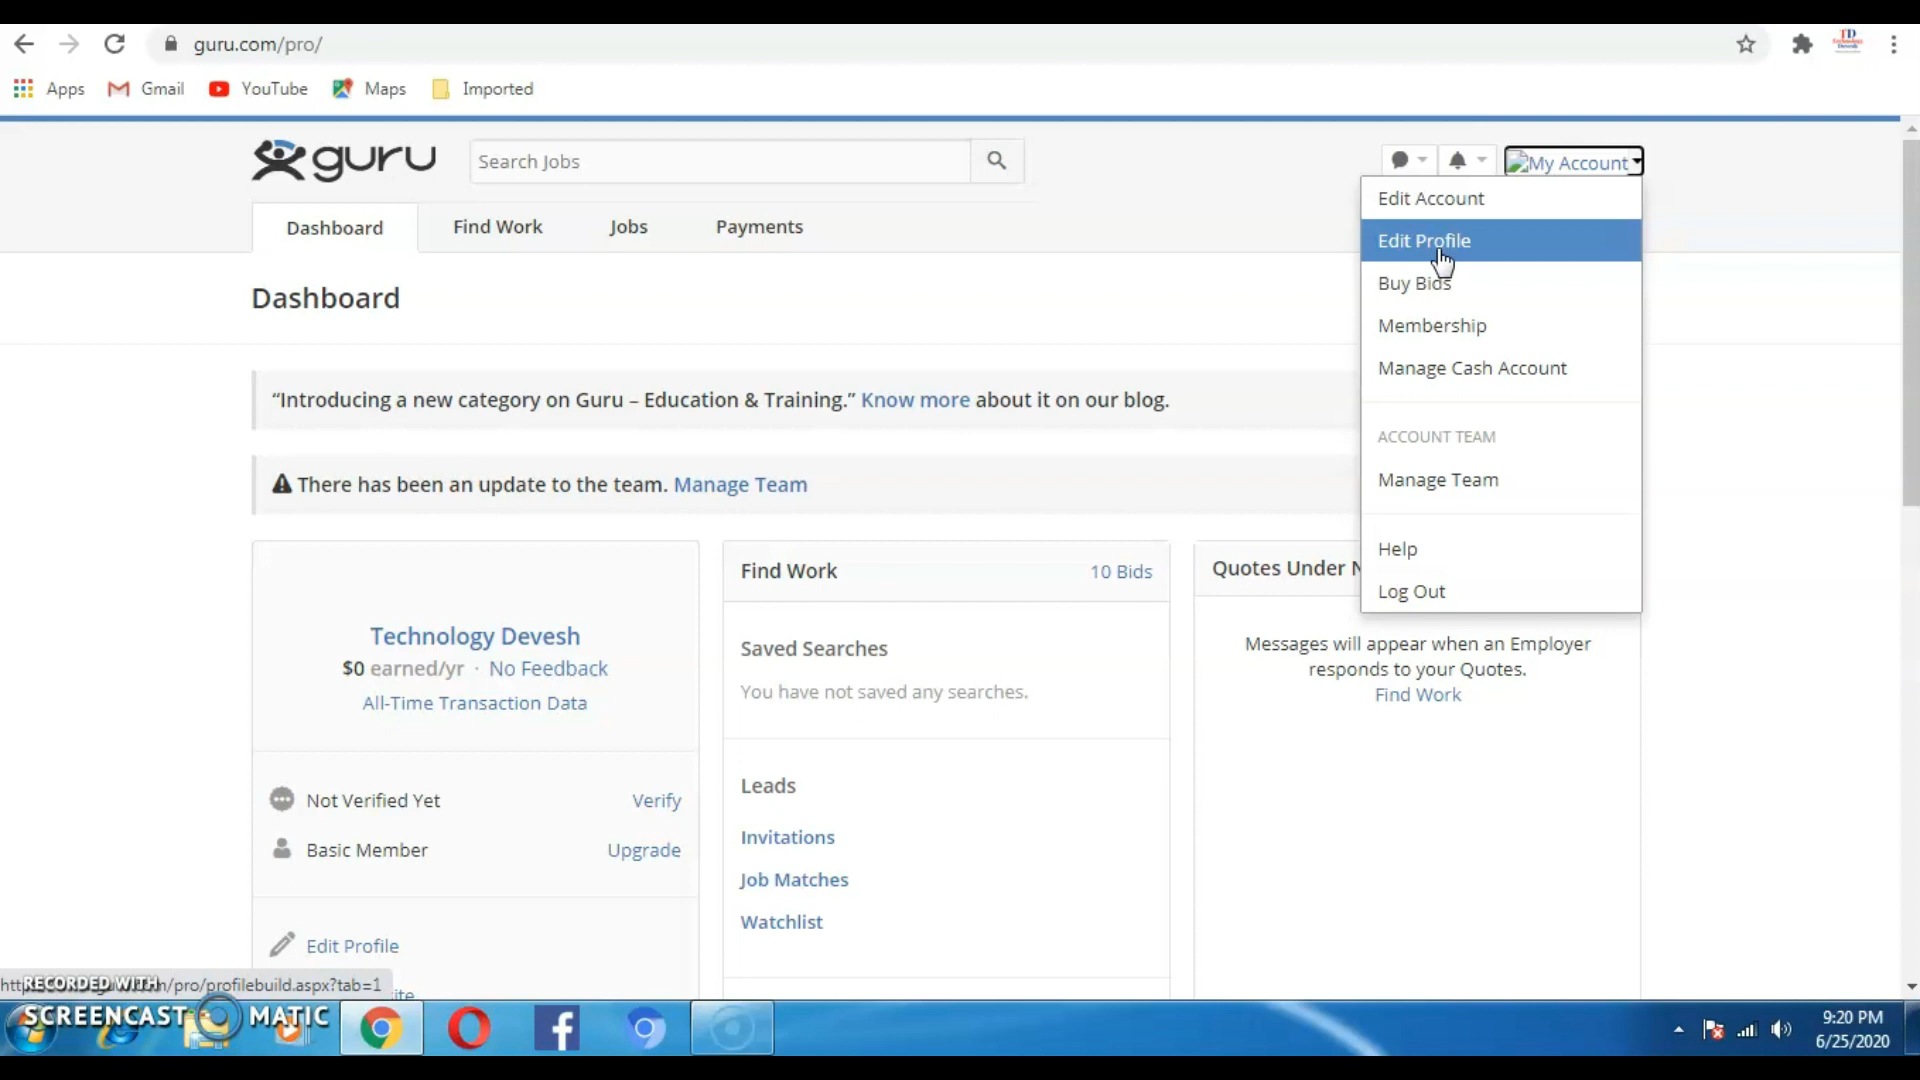 guru.com/pro/
TD
Apps Gmail YouTube Maps Imported
guru
Search Jobs
My Account
Dashboard Find Work Jobs Payments
Edit Account
Edit Profile
Buy Bids
Membership
Manage Cash Account
ACCOUNT TEAM
Manage Team
Help
Log Out
Dashboard
“Introducing a new category on Guru – Education & Training.” Know more about it on our blog.
There has been an update to the team. Manage Team
Technology Devesh
$0 earned/yr · No Feedback
All-Time Transaction Data
Not Verified Yet Verify
Basic Member Upgrade
Edit Profile
Find Work 10 Bids
Saved Searches
You have not saved any searches.
Leads
Invitations
Job Matches
Watchlist
Quotes Under
Messages will appear when an Employer
responds to your Quotes.
Find Work
/pro/profilebuild.aspx?tab=1
RECORDED WITH
SCREENCAST MATIC
9:20 PM
6/25/2020